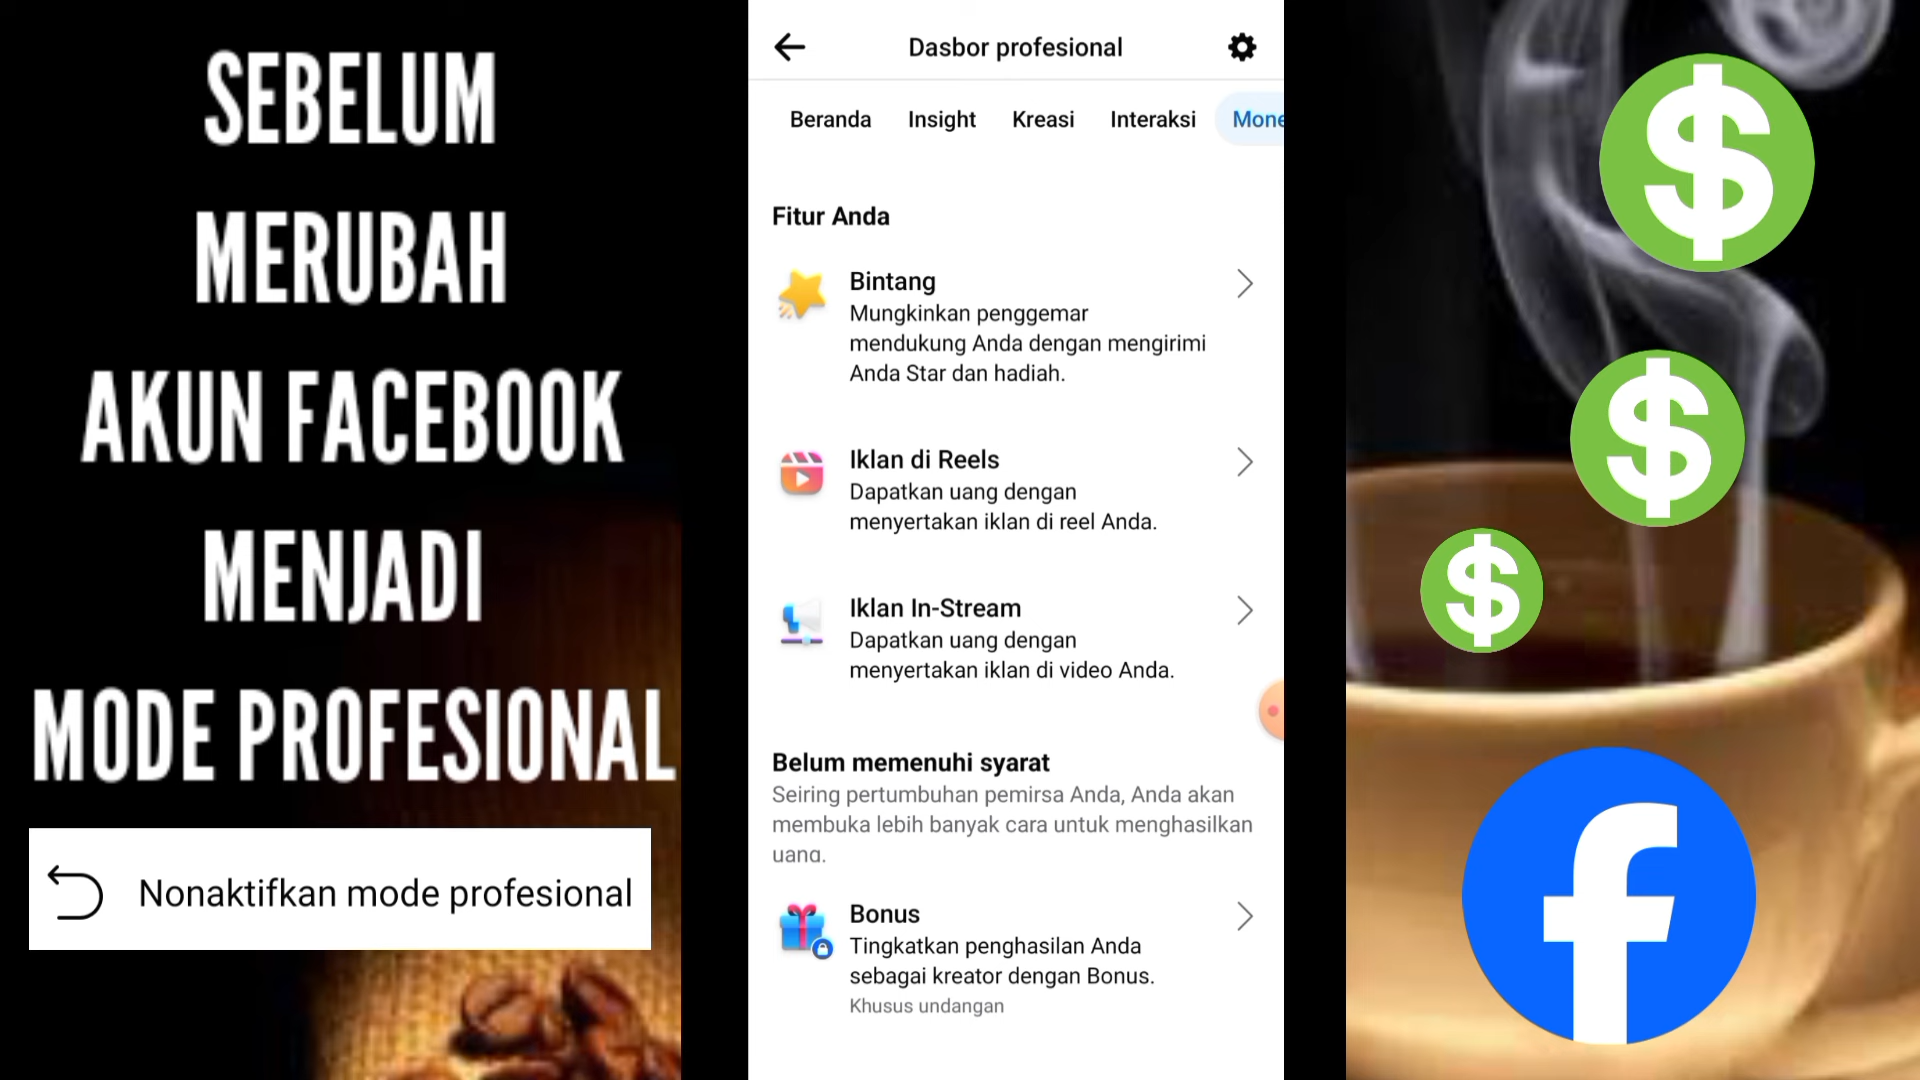 SEBELUM
MERUBAH
AKUN FACEBOOK
MENJADI
MODE PROFESIONAL
Nonaktifkan mode profesional
Dasbor profesional
Beranda Insight Kreasi Interaksi Mone
Fitur Anda
Bintang
Mungkinkan penggemar
mendukung Anda dengan mengirimi
Anda Star dan hadiah.
Iklan di Reels
Dapatkan uang dengan
menyertakan iklan di reel Anda.
Iklan In-Stream
Dapatkan uang dengan
menyertakan iklan di video Anda.
Belum memenuhi syarat
Seiring pertumbuhan pemirsa Anda, Anda akan
membuka lebih banyak cara untuk menghasilkan
uang.
Bonus
Tingkatkan penghasilan Anda
sebagai kreator dengan Bonus.
Khusus undangan
$
$
$
f